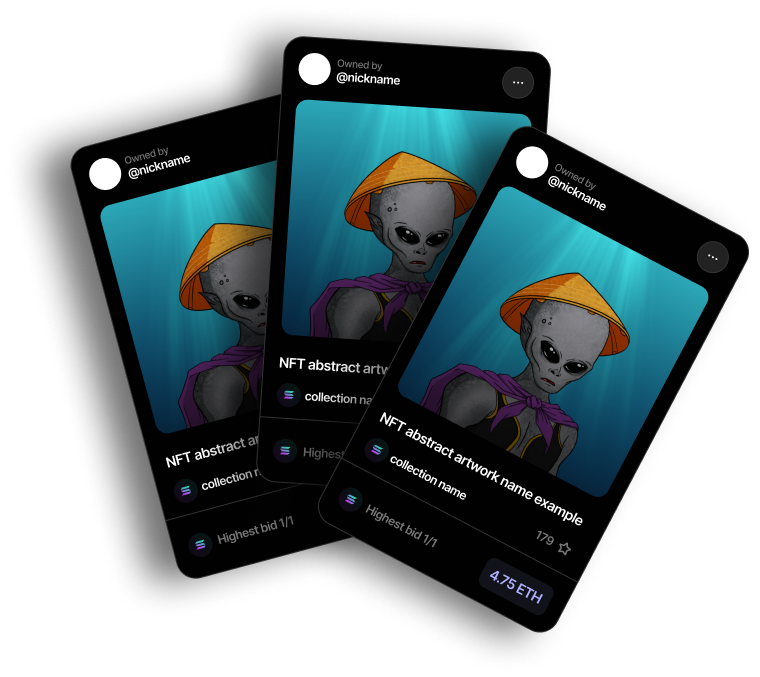 Owned by
@nickname
NFT abstract ar
collection
Highest bid 1/1
Owned by
@nickname
NFT abstract artw
collection na
Highest
Owned by
@nickname
NFT abstract artwork name example
collection name
179
Highest bid 1/1
4.75 ETH